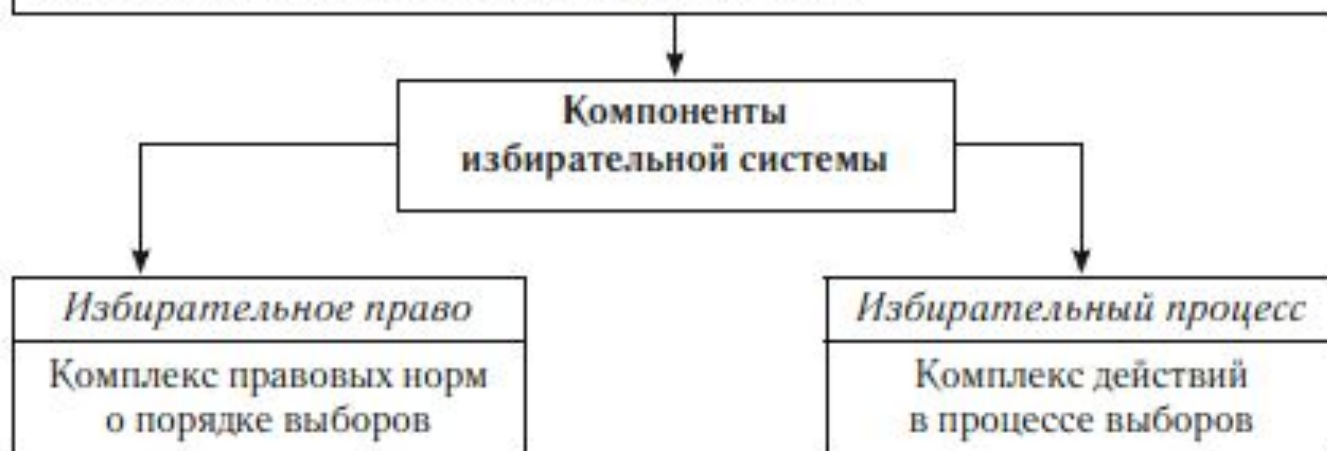 Компоненты
избирательной системы
Избирательное право
Избирательный процесс
Комплекс правовых норм
о порядке выборов
Комплекс действий
в процессе выборов